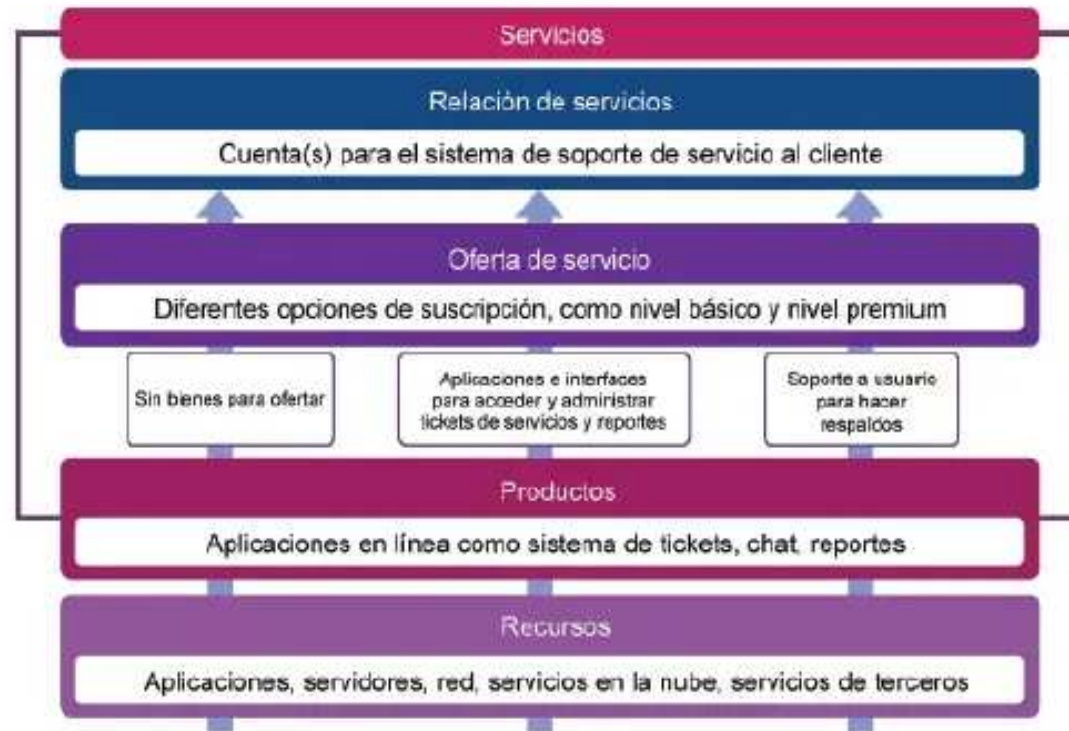 Servicios
Relación de servicios
Cuenta(s) para el sistema de soporte de servicio al cliente
Oferta de servicio
Diferentes opciones de suscripción, como nivel básico y nivel premium
Sin bienes para ofertar
Aplicaciones e interfaces
para acceder y administrar
tickets de servicios y reportes
Soporte a usuario
para hacer
respaldos
Productos
Aplicaciones en línea como sistema de tickets, chat, reportes
Recursos
Aplicaciones, servidores, red, servicios en la nube, servicios de terceros